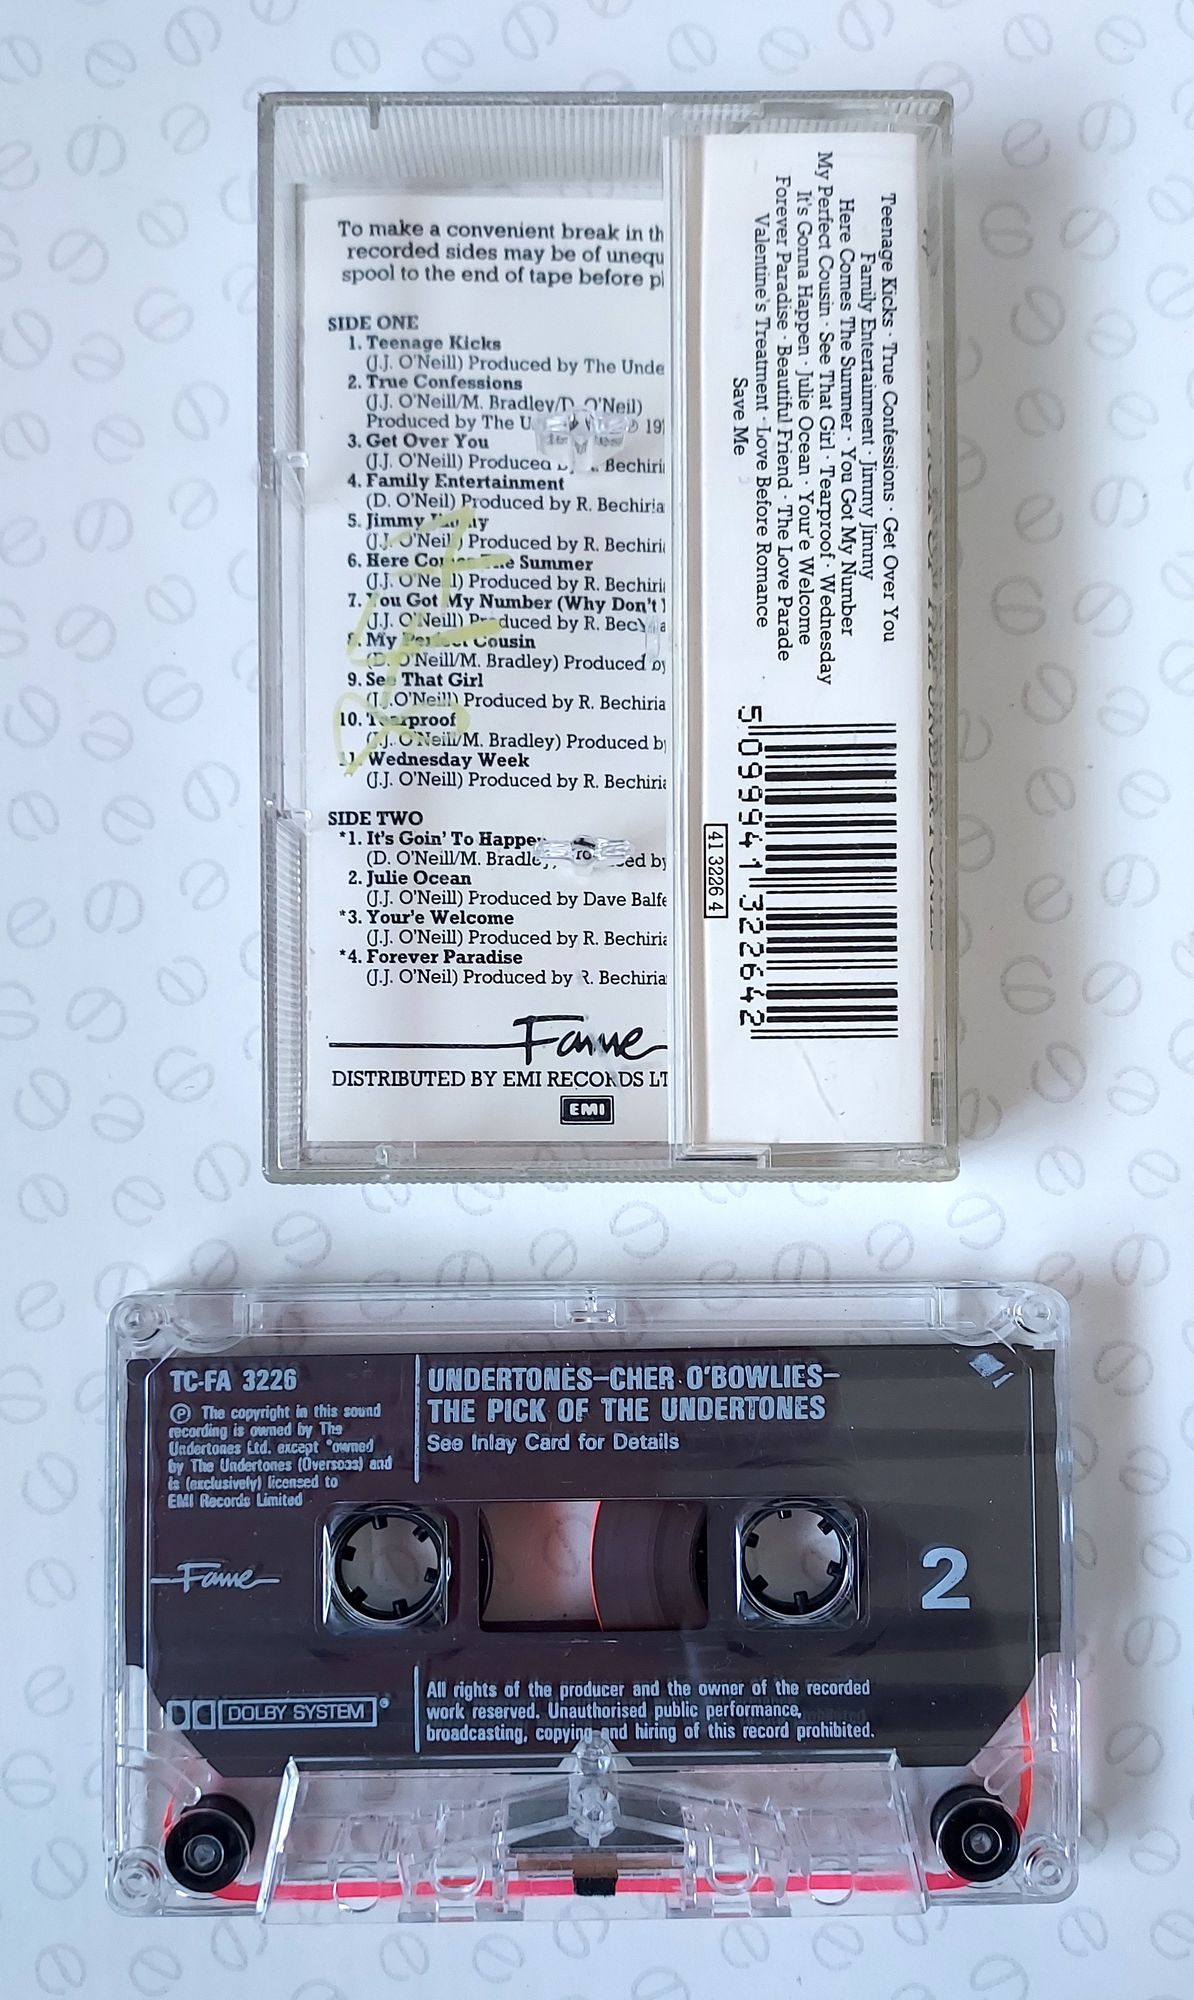 To make a convenient break in th
recorded sides may be of unequ
spool to the end of tape before pl
SIDE ONE
1. Teenage Kicks
(J.J. O'Neill) Produced by The Unde
2. True Confessions
(J.J. O'Neill/M. Bradley/D. O'Neil)
Produced by The U
3. Get Over You
(J.J. O'Neill) Produced Bechiri
4. Family Entertainment
(D. O'Neil) Produced by R. Bechiria
5. Jimmy Jimmy
(J.J. O'Neil) Produced by R. Bechiri
6. Here Comes The Summer
(J.J. O'Neill) Produced by R. Bechiri
7. You Got My Number (Why Don't
(J.J. O'Neill) Produced by R. Bec
8. My Perfect Cousin
(D. O'Neill/M. Bradley) Produced by
9. See That Girl
(J.J.O'Neill) Produced by R. Bechiria
10. Tearproof
(J.J. O'Neill/M. Bradley) Produced by
11. Wednesday Week
(J.J. O'Neill) Produced by R. Bechiria
SIDE TWO
*1. It's Goin' To Happe
(D. O'Neill/M. Bradley) Produced by
2. Julie Ocean
(J.J. O'Neill) Produced by Dave Balfe
*3. Your'e Welcome
(J.J. O'Neill) Produced by R. Bechiria
*4. Forever Paradise
(J.J. O'Neil) Produced by R. Bechiria
Fame
DISTRIBUTED BY EMI RECORDS LT
EMI
Teenage Kicks · True Confessions · Get Over You
Family Entertainment · Jimmy Jimmy
Here Comes The Summer · You Got My Number
My Perfect Cousin · See That Girl · Tearproof · Wednesday
It's Gonna Happen · Julie Ocean · Your'e Welcome
Forever Paradise · Beautiful Friend · The Love Parade
Valentine's Treatment · Love Before Romance
Save Me
5 099941 322642
41 3226 4
TC-FA 3226
℗ The copyright in this sound
recording is owned by The
Undertones Ltd. except *owned
by The Undertones (Overseas) and
is (exclusively) licensed to
EMI Records Limited
UNDERTONES–CHER O'BOWLIES–
THE PICK OF THE UNDERTONES
See Inlay Card for Details
Fame
2
DOLBY SYSTEM®
All rights of the producer and the owner of the recorded
work reserved. Unauthorised public performance,
broadcasting, copying and hiring of this record prohibited.